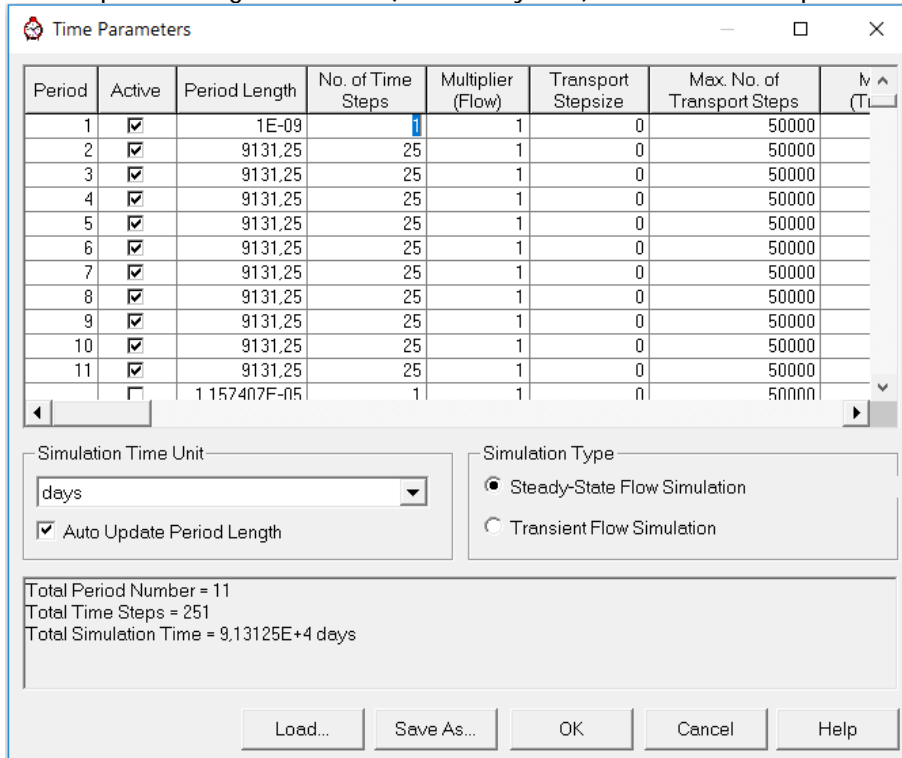 Time Parameters
Period Active Period Length No. of Time Steps Multiplier (Flow) Transport Stepsize Max. No. of Transport Steps
1 1E-09 1 1 0 50000
2 9131,25 25 1 0 50000
3 9131,25 25 1 0 50000
4 9131,25 25 1 0 50000
5 9131,25 25 1 0 50000
6 9131,25 25 1 0 50000
7 9131,25 25 1 0 50000
8 9131,25 25 1 0 50000
9 9131,25 25 1 0 50000
10 9131,25 25 1 0 50000
11 9131,25 25 1 0 50000
1,157407E-05 1 1 0 50000
Simulation Time Unit
days
Auto Update Period Length
Simulation Type
Steady-State Flow Simulation
Transient Flow Simulation
Total Period Number = 11
Total Time Steps = 251
Total Simulation Time = 9,13125E+4 days
Load... Save As... OK Cancel Help